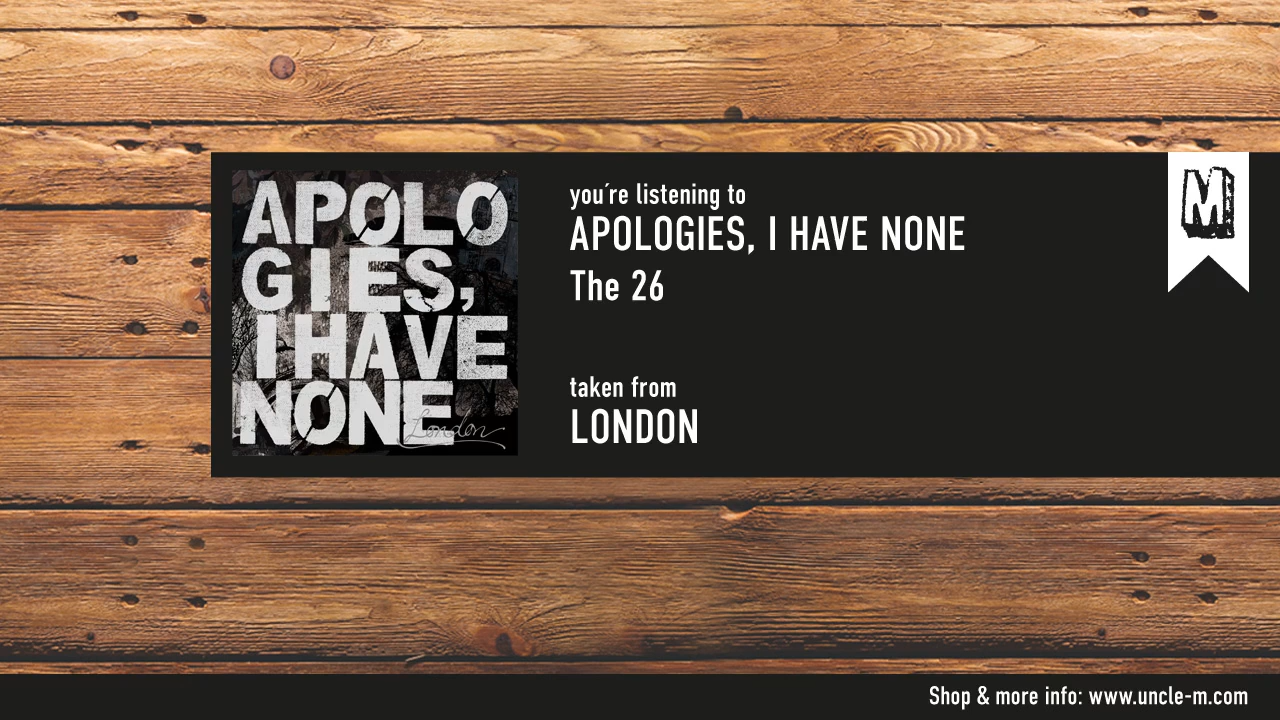 APOLO
GIES,
I HAVE
NONE
London
you´re listening to
APOLOGIES, I HAVE NONE
The 26
taken from
LONDON
M
Shop & more info: www.uncle-m.com